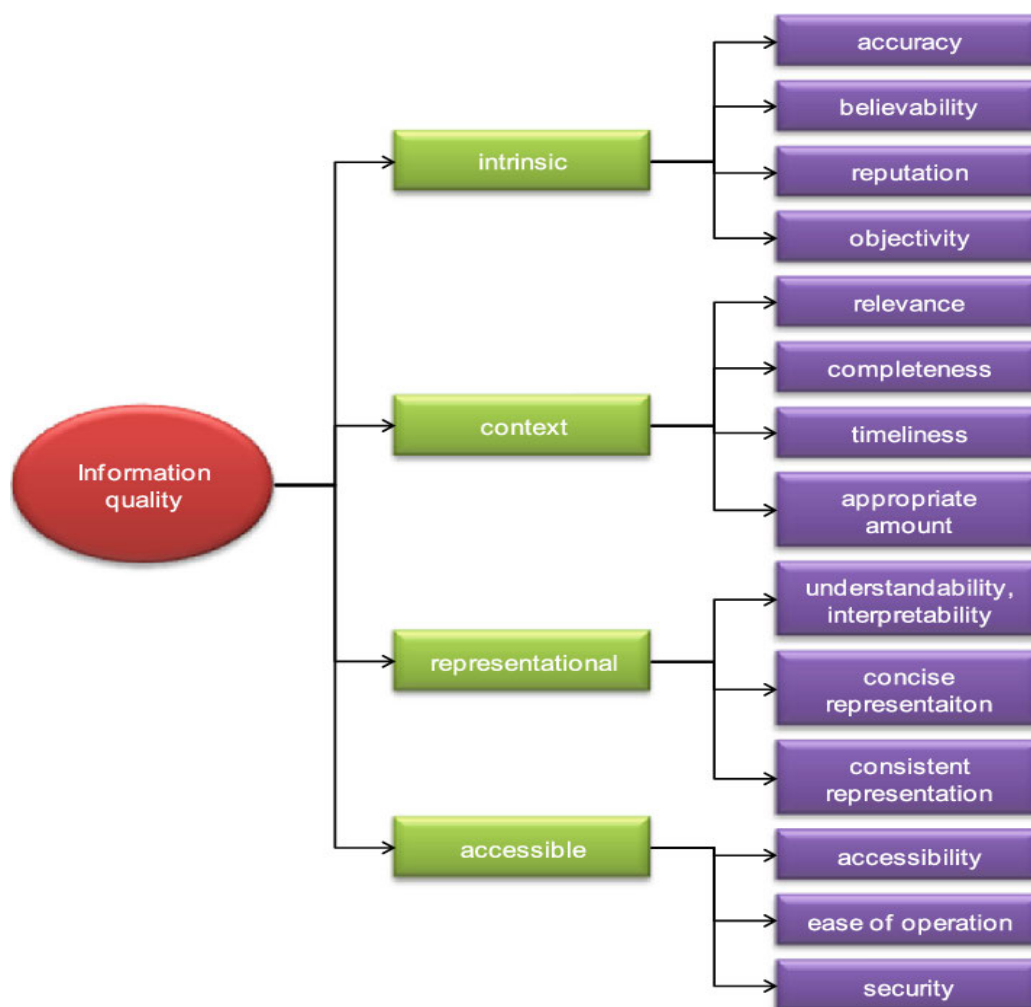 accuracy
believability
intrinsic
reputation
objectivity
relevance
completeness
context
timeliness
Information
quality
appropriate
amount
understandability,
interpretability
representational
concise
representaiton
consistent
representation
accessible
accessibility
ease of operation
security